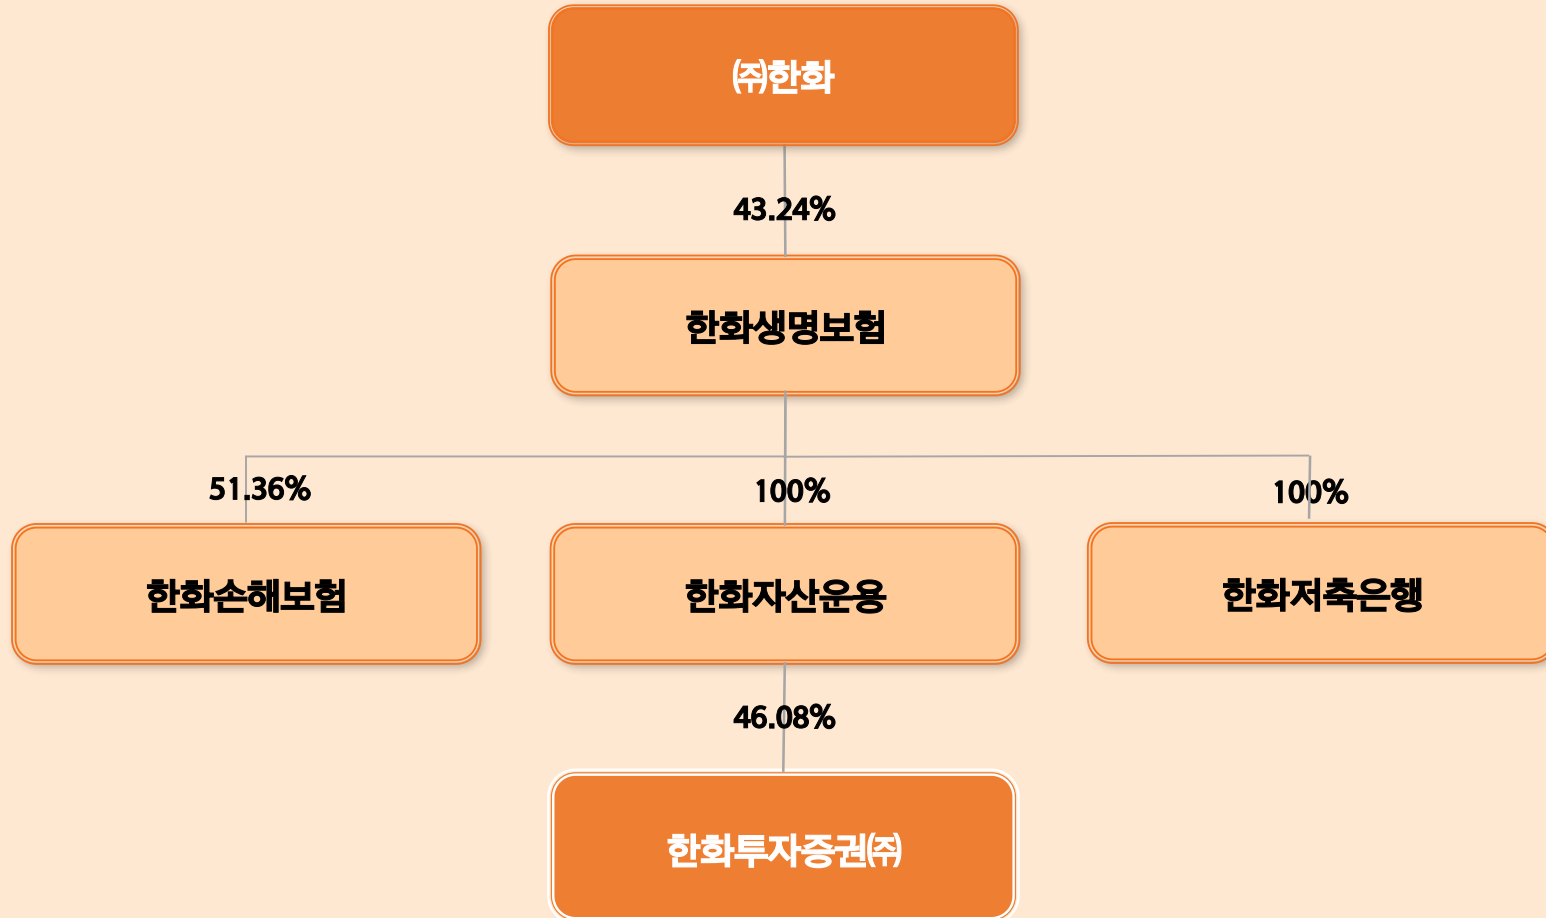 ㈜한화
43.24%
한화생명보험
51.36%
100%
100%
한화손해보험
한화자산운용
한화저축은행
46.08%
한화투자증권㈜